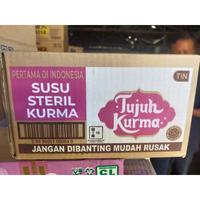 PERTAMA DI INDONESIA
SUSU
STERIL
KURMA
TIN
Tujuh
Kurma
JANGAN DIBANTING MUDAH RUSAK